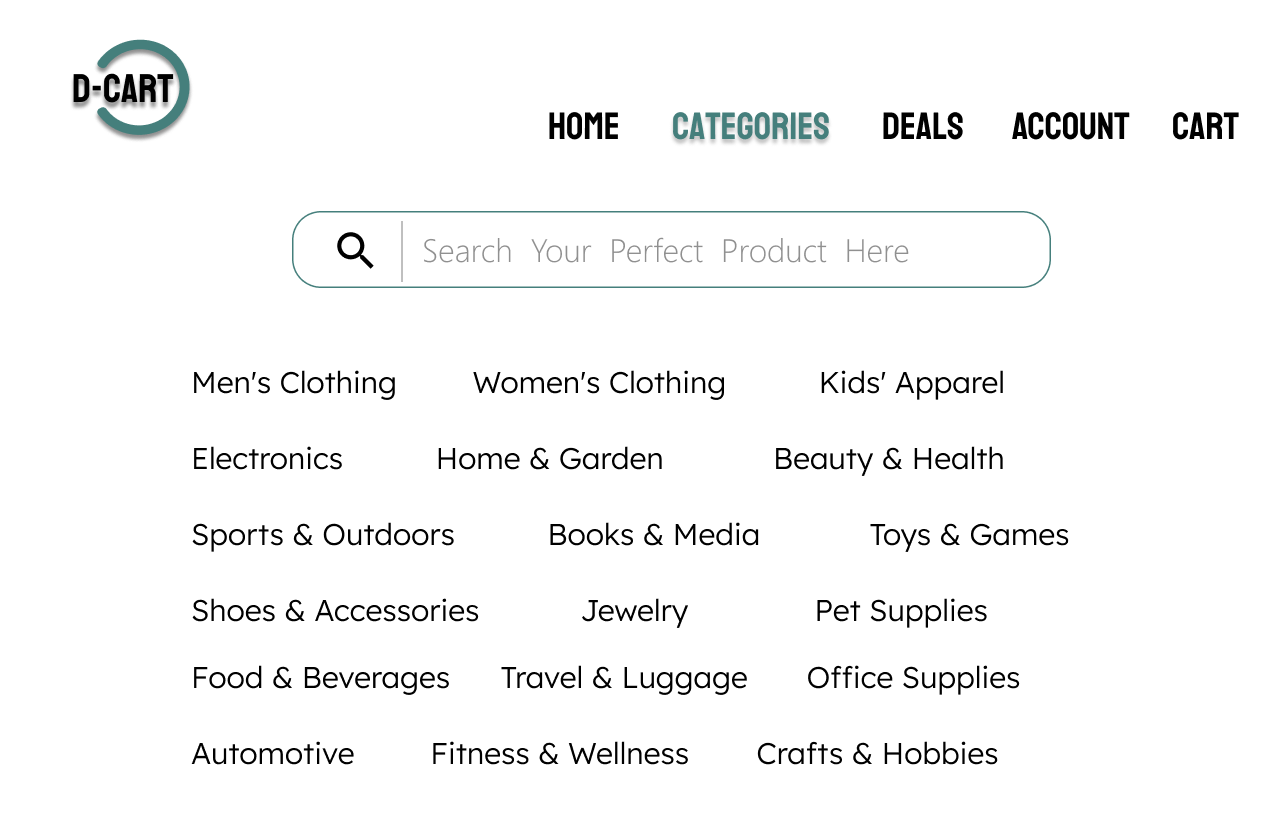 D-CART
HOME CATEGORIES DEALS ACCOUNT CART
Search Your Perfect Product Here
Men's Clothing Women's Clothing Kids' Apparel
Electronics Home & Garden Beauty & Health
Sports & Outdoors Books & Media Toys & Games
Shoes & Accessories Jewelry Pet Supplies
Food & Beverages Travel & Luggage Office Supplies
Automotive Fitness & Wellness Crafts & Hobbies